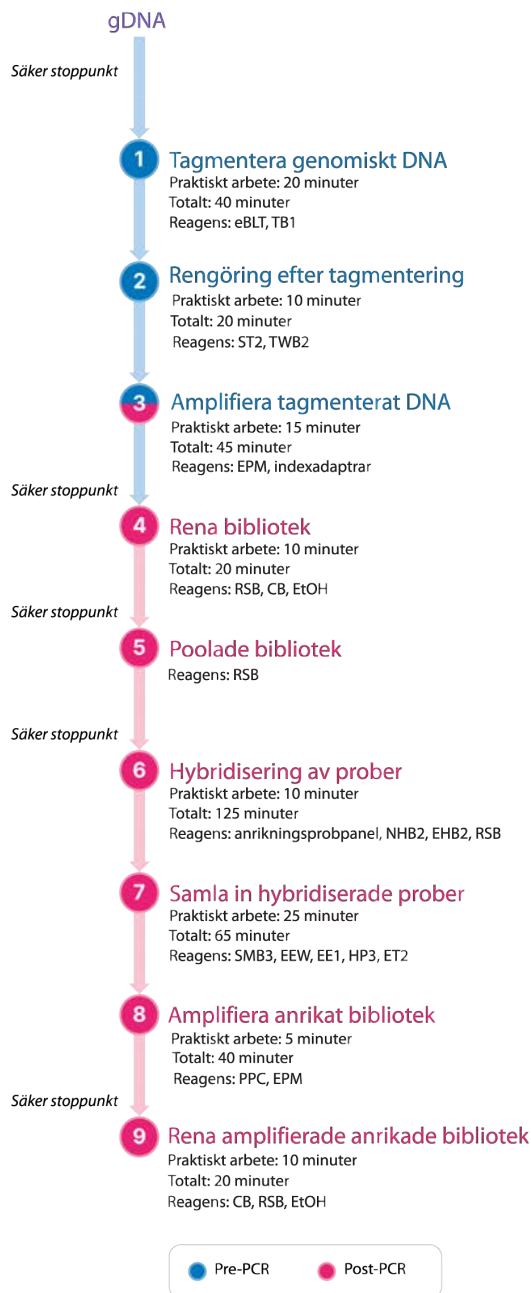 gDNA
Säker stoppunkt
1
Tagmentera genomiskt DNA
Praktiskt arbete: 20 minuter
Totalt: 40 minuter
Reagens: eBLT, TB1
2
Rengöring efter tagmentering
Praktiskt arbete: 10 minuter
Totalt: 20 minuter
Reagens: ST2, TWB2
3
Amplifiera tagmenterat DNA
Praktiskt arbete: 15 minuter
Totalt: 45 minuter
Reagens: EPM, indexadaptrar
Säker stoppunkt
4
Rena bibliotek
Praktiskt arbete: 10 minuter
Totalt: 20 minuter
Reagens: RSB, CB, EtOH
Säker stoppunkt
5
Poolade bibliotek
Reagens: RSB
Säker stoppunkt
6
Hybridisering av prober
Praktiskt arbete: 10 minuter
Totalt: 125 minuter
Reagens: anrikningsprobpanel, NHB2, EHB2, RSB
7
Samla in hybridiserade prober
Praktiskt arbete: 25 minuter
Totalt: 65 minuter
Reagens: SMB3, EEW, EE1, HP3, ET2
8
Amplifiera anrikat bibliotek
Praktiskt arbete: 5 minuter
Totalt: 40 minuter
Reagens: PPC, EPM
Säker stoppunkt
9
Rena amplifierade anrikade bibliotek
Praktiskt arbete: 10 minuter
Totalt: 20 minuter
Reagens: CB, RSB, EtOH
Pre-PCR
Post-PCR